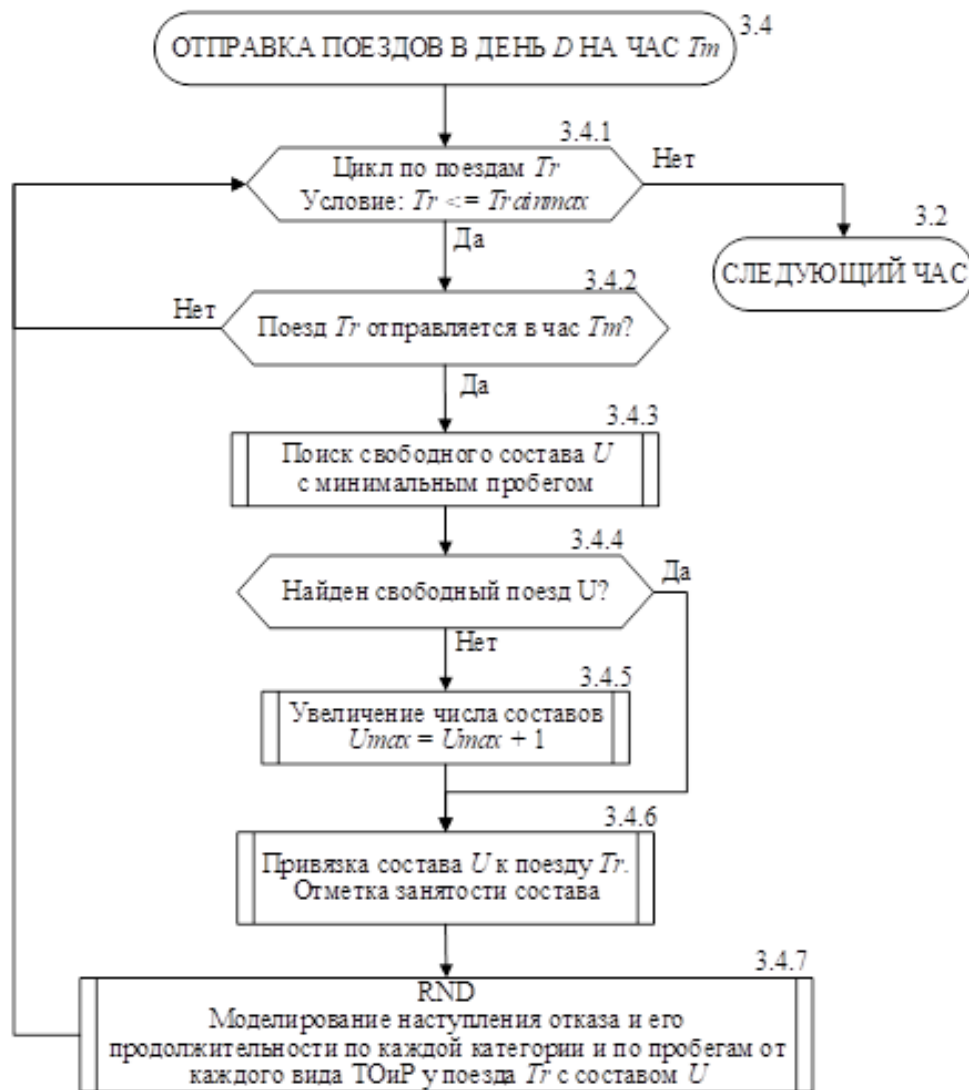 3.4
ОТПРАВКА ПОЕЗДОВ В ДЕНЬ D НА ЧАС Tm
3.4.1
Цикл по поездам Tr
Условие: Tr <= Trainmax
Нет
Да
3.2
СЛЕДУЮЩИЙ ЧАС
3.4.2
Нет
Поезд Tr отправляется в час Tm?
Да
3.4.3
Поиск свободного состава U
с минимальным пробегом
3.4.4
Найден свободный поезд U?
Да
Нет
3.4.5
Увеличение числа составов
Umax = Umax + 1
3.4.6
Привязка состава U к поезду Tr.
Отметка занятости состава
3.4.7
RND
Моделирование наступления отказа и его
продолжительности по каждой категории и по пробегам от
каждого вида ТОиР у поезда Tr с составом U